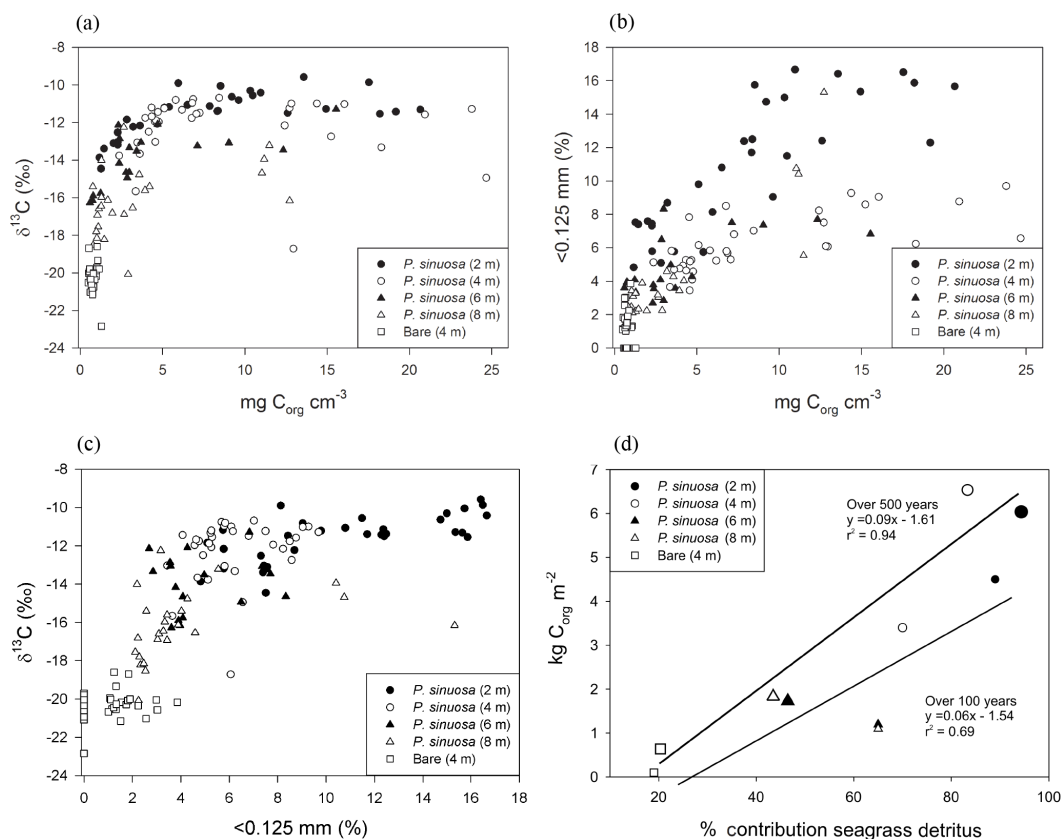 (a)
-8
-10
-12
-14
-16
-18
-20
-22
-24
δ13C (‰)
0 5 10 15 20 25
mg Corg cm-3
P. sinuosa (2 m)
P. sinuosa (4 m)
P. sinuosa (6 m)
P. sinuosa (8 m)
Bare (4 m)
(b)
18
16
14
12
10
8
6
4
2
0
<0.125 mm (%)
0 5 10 15 20 25
mg Corg cm-3
P. sinuosa (2 m)
P. sinuosa (4 m)
P. sinuosa (6 m)
P. sinuosa (8 m)
Bare (4 m)
(c)
-8
-10
-12
-14
-16
-18
-20
-22
-24
δ13C (‰)
0 2 4 6 8 10 12 14 16 18
<0.125 mm (%)
P. sinuosa (2 m)
P. sinuosa (4 m)
P. sinuosa (6 m)
P. sinuosa (8 m)
Bare (4 m)
(d)
7
6
5
4
3
2
1
0
kg Corg m-2
20 40 60 80 100
% contribution seagrass detritus
P. sinuosa (2 m)
P. sinuosa (4 m)
P. sinuosa (6 m)
P. sinuosa (8 m)
Bare (4 m)
Over 500 years
y =0.09x - 1.61
r2 = 0.94
Over 100 years
y =0.06x - 1.54
r2 = 0.69